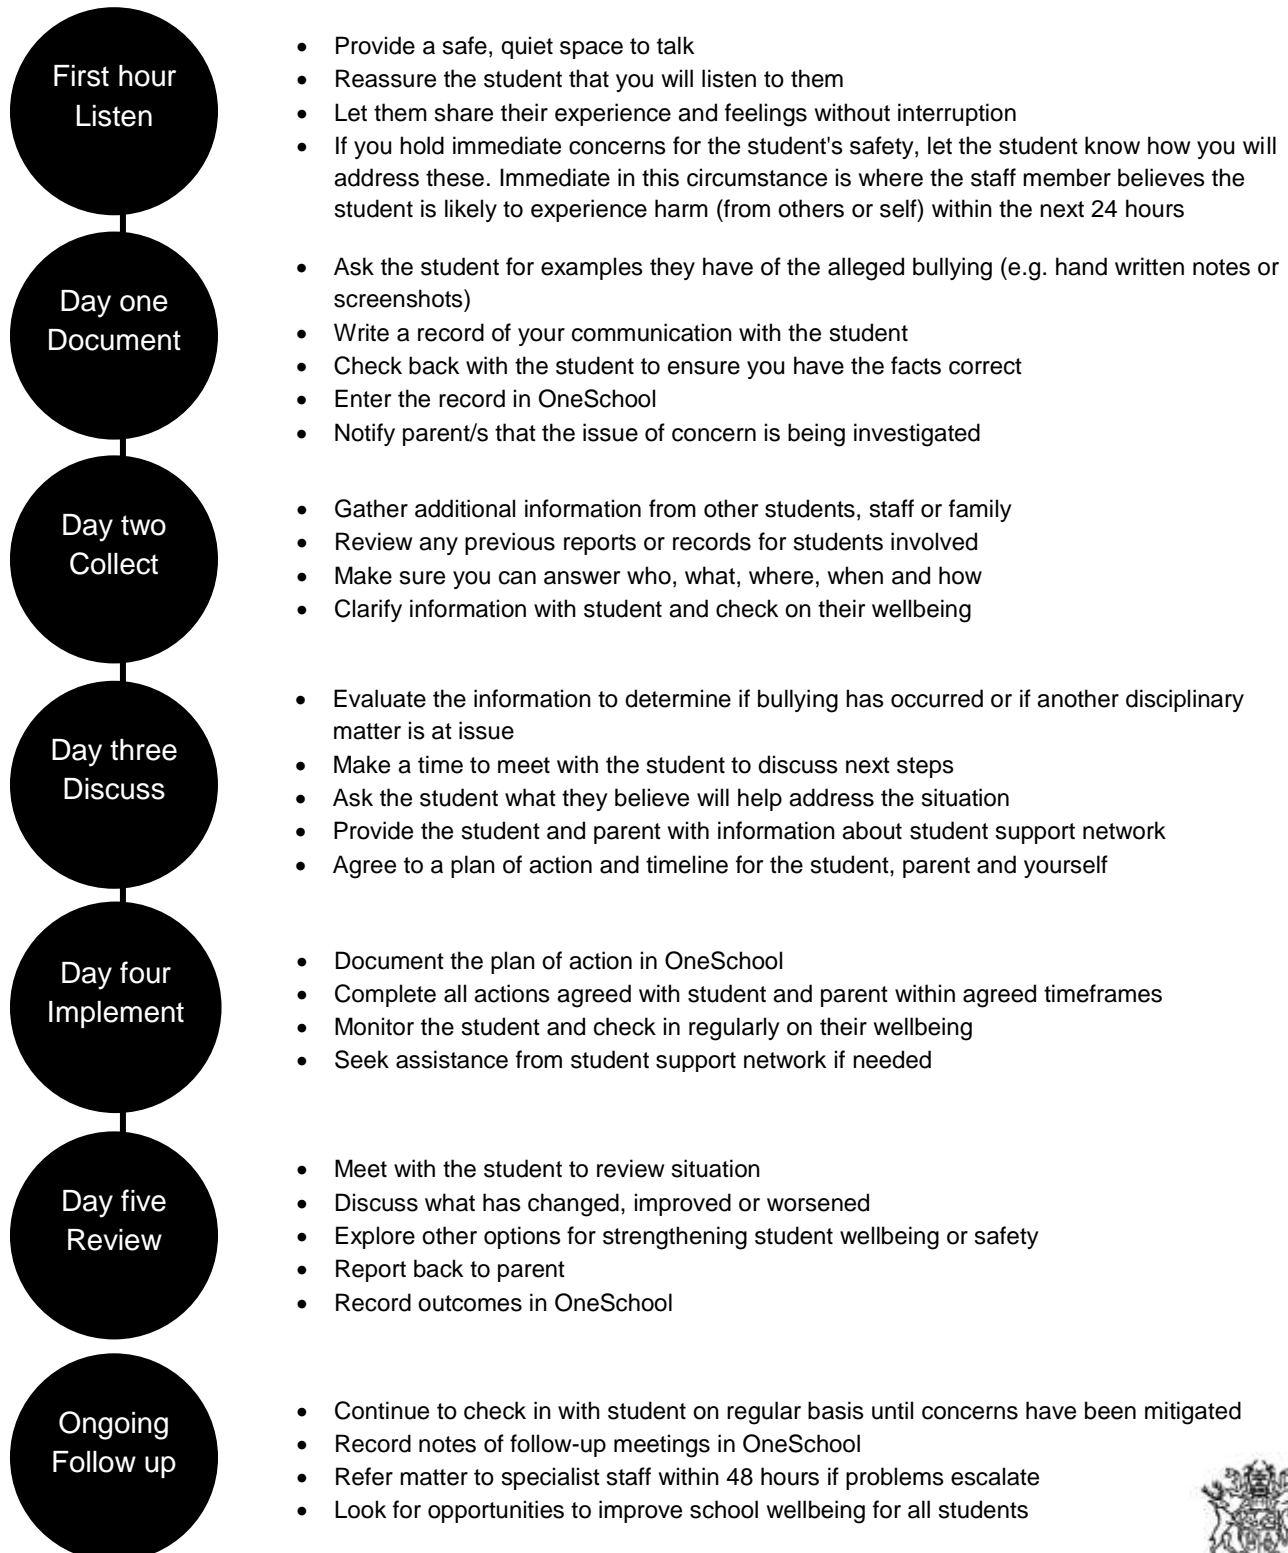 First hour
Listen
• Provide a safe, quiet space to talk
• Reassure the student that you will listen to them
• Let them share their experience and feelings without interruption
• If you hold immediate concerns for the student's safety, let the student know how you will
address these. Immediate in this circumstance is where the staff member believes the
student is likely to experience harm (from others or self) within the next 24 hours
Day one
Document
• Ask the student for examples they have of the alleged bullying (e.g. hand written notes or
screenshots)
• Write a record of your communication with the student
• Check back with the student to ensure you have the facts correct
• Enter the record in OneSchool
• Notify parent/s that the issue of concern is being investigated
Day two
Collect
• Gather additional information from other students, staff or family
• Review any previous reports or records for students involved
• Make sure you can answer who, what, where, when and how
• Clarify information with student and check on their wellbeing
Day three
Discuss
• Evaluate the information to determine if bullying has occurred or if another disciplinary
matter is at issue
• Make a time to meet with the student to discuss next steps
• Ask the student what they believe will help address the situation
• Provide the student and parent with information about student support network
• Agree to a plan of action and timeline for the student, parent and yourself
Day four
Implement
• Document the plan of action in OneSchool
• Complete all actions agreed with student and parent within agreed timeframes
• Monitor the student and check in regularly on their wellbeing
• Seek assistance from student support network if needed
Day five
Review
• Meet with the student to review situation
• Discuss what has changed, improved or worsened
• Explore other options for strengthening student wellbeing or safety
• Report back to parent
• Record outcomes in OneSchool
Ongoing
Follow up
• Continue to check in with student on regular basis until concerns have been mitigated
• Record notes of follow-up meetings in OneSchool
• Refer matter to specialist staff within 48 hours if problems escalate
• Look for opportunities to improve school wellbeing for all students